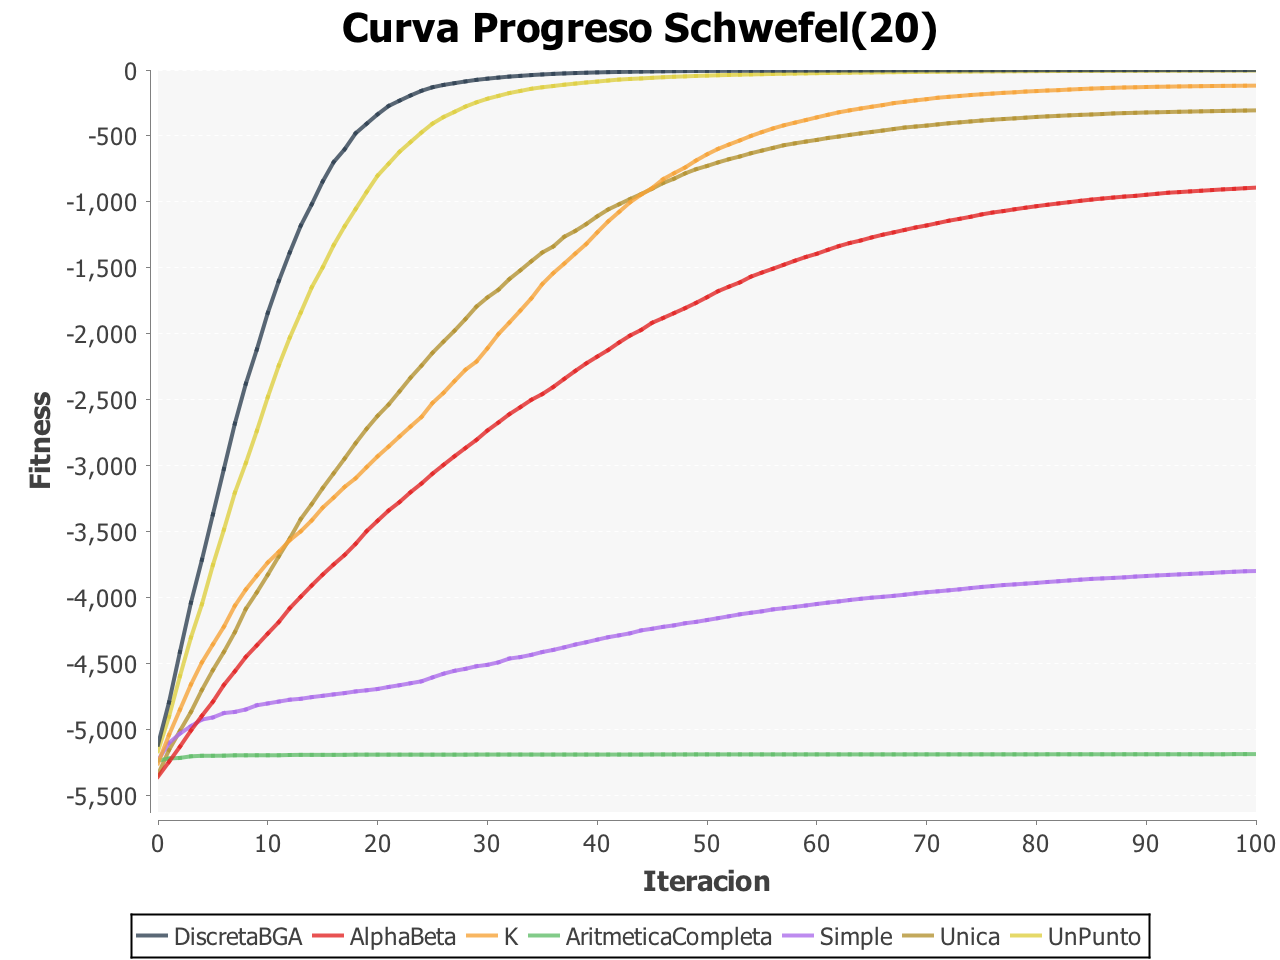 Curva Progreso Schwefel(20)
Fitness
0
-500
-1,000
-1,500
-2,000
-2,500
-3,000
-3,500
-4,000
-4,500
-5,000
-5,500
0 10 20 30 40 50 60 70 80 90 100
Iteracion
DiscretaBGA AlphaBeta K AritmeticaCompleta Simple Unica UnPunto